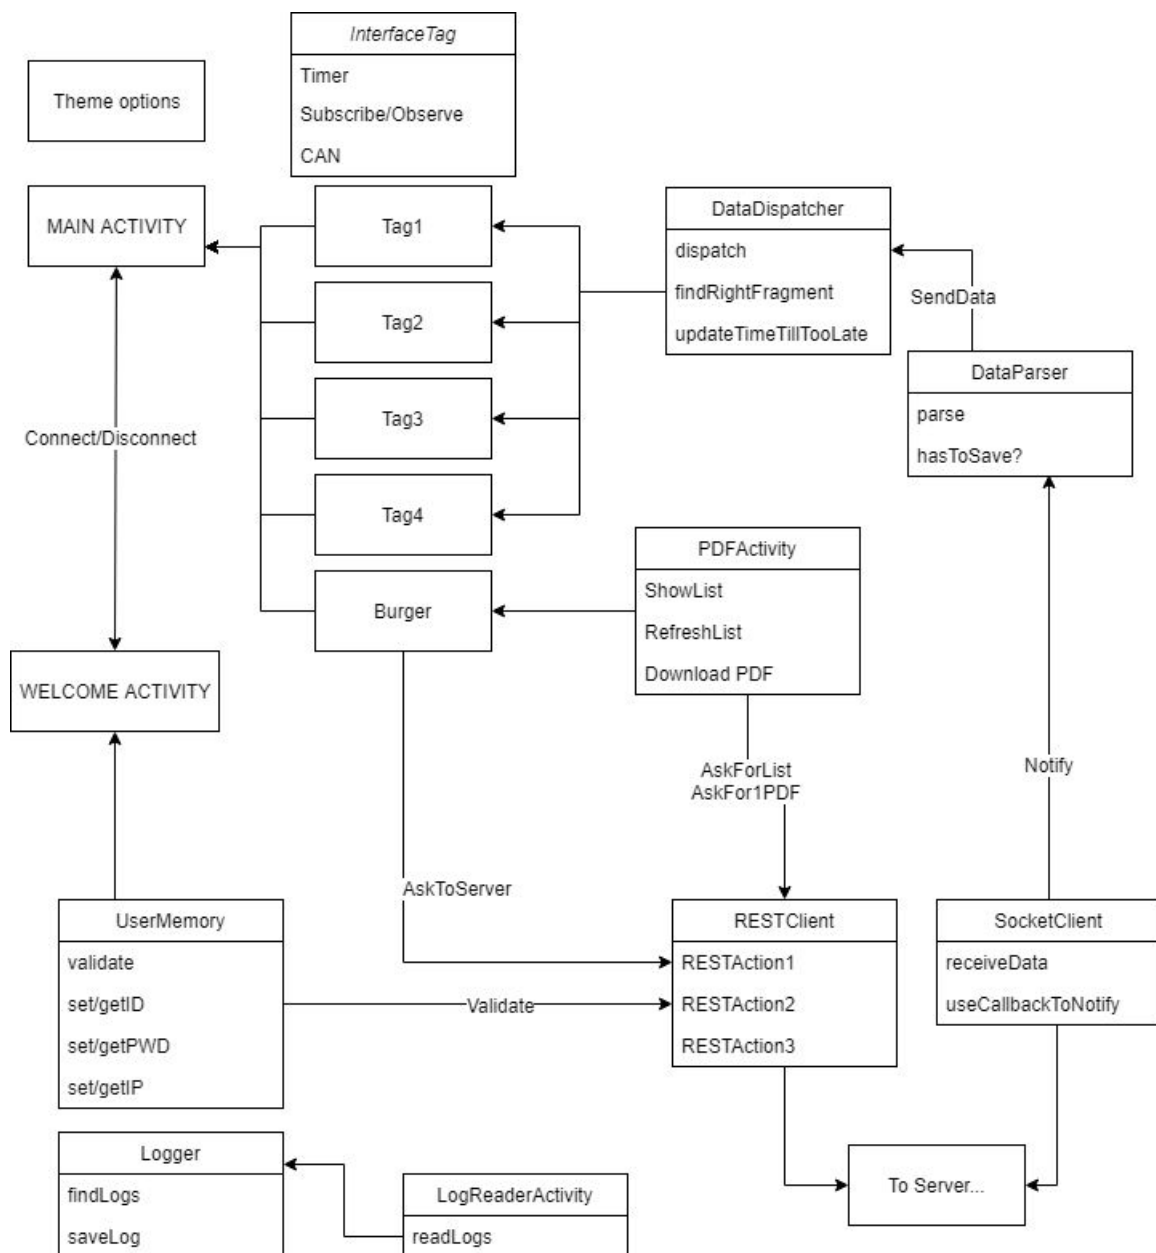 InterfaceTag
Timer
Subscribe/Observe
CAN
Theme options
MAIN ACTIVITY
Tag1
Tag2
Tag3
Tag4
Burger
DataDispatcher
dispatch
findRightFragment
updateTimeTillTooLate
SendData
DataParser
parse
hasToSave?
Connect/Disconnect
PDFActivity
ShowList
RefreshList
Download PDF
WELCOME ACTIVITY
AskForList
AskFor1PDF
Notify
AskToServer
UserMemory
validate
set/getID
set/getPWD
set/getIP
Validate
RESTClient
RESTAction1
RESTAction2
RESTAction3
SocketClient
receiveData
useCallbackToNotify
Logger
findLogs
saveLog
LogReaderActivity
readLogs
To Server...